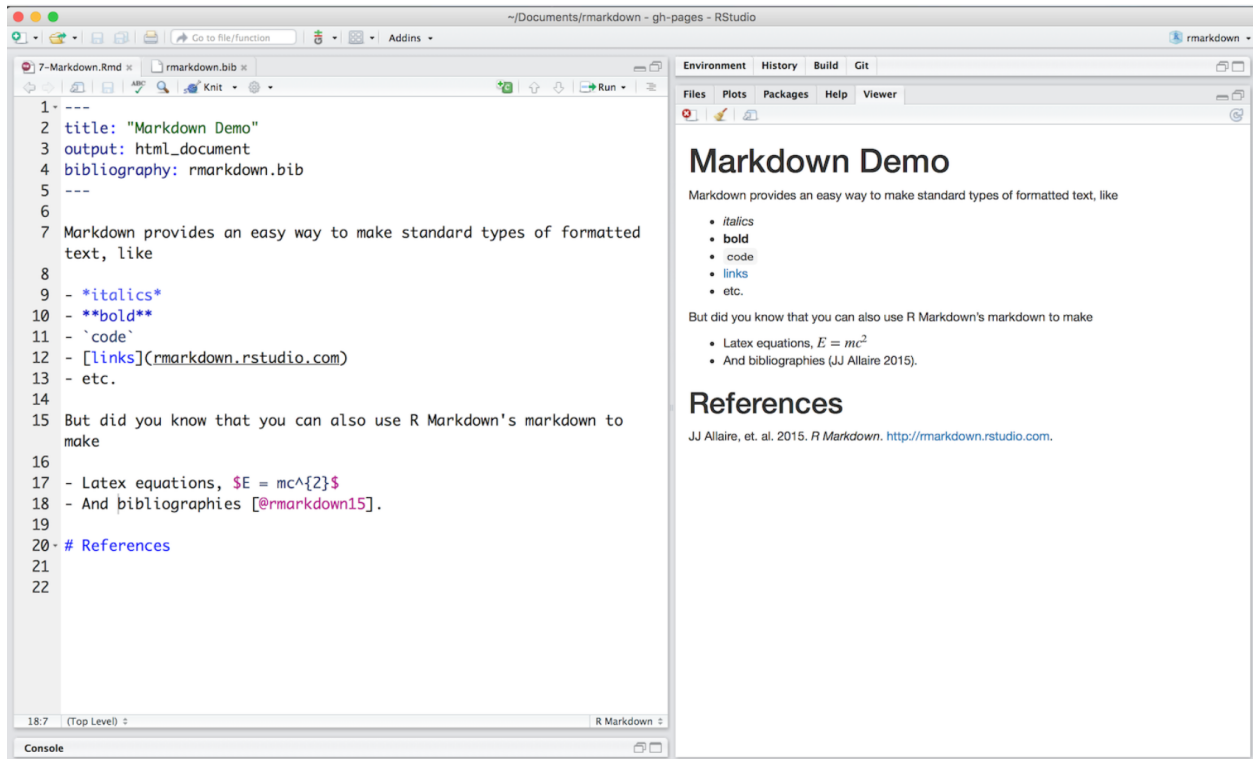 ~/Documents/rmarkdown - gh-pages - RStudio
Go to file/function
Addins
rmarkdown
7-Markdown.Rmd
rmarkdown.bib
ABC
Knit
Run
1 ---
2 title: "Markdown Demo"
3 output: html_document
4 bibliography: rmarkdown.bib
5 ---
6
7 Markdown provides an easy way to make standard types of formatted
text, like
8
9 - *italics*
10 - **bold**
11 - `code`
12 - [links](rmarkdown.rstudio.com)
13 - etc.
14
15 But did you know that you can also use R Markdown's markdown to
make
16
17 - Latex equations, $E = mc^{2}$
18 - And bibliographies [@rmarkdown15].
19
20 # References
21
22
18:7 (Top Level) R Markdown
Console
Environment History Build Git
Files Plots Packages Help Viewer
Markdown Demo
Markdown provides an easy way to make standard types of formatted text, like
• italics
• bold
• code
• links
• etc.
But did you know that you can also use R Markdown's markdown to make
• Latex equations, E = mc²
• And bibliographies (JJ Allaire 2015).
References
JJ Allaire, et. al. 2015. R Markdown. http://rmarkdown.rstudio.com.